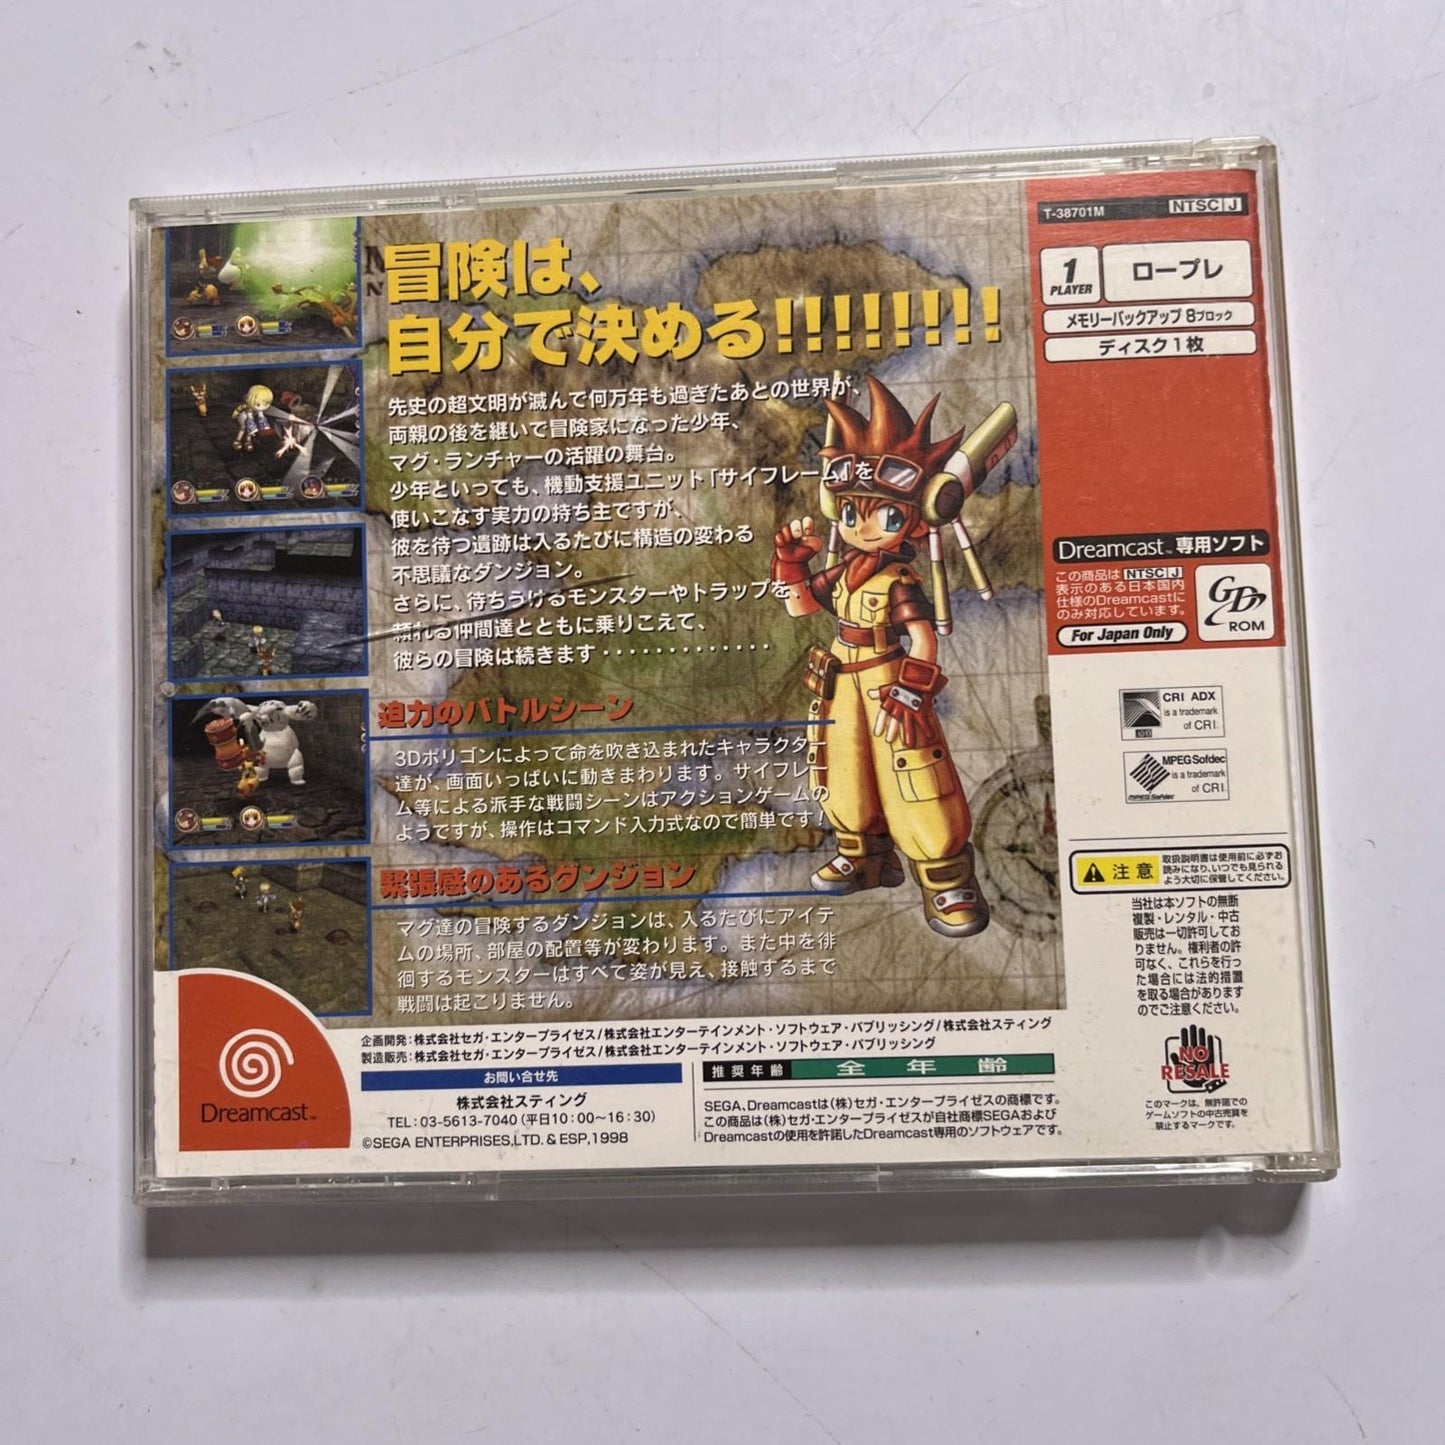 冒険は、
自分で決める!!!!!!!!
先史の超文明が滅んで何万年も過ぎたあとの世界が、
両親の後を継いで冒険家になった少年、
マグ・ランチャーの活躍の舞台。
少年といっても、機動支援ユニット「サイフレーム」を
使いこなす実力の持ち主ですが、
彼を待つ遺跡は入るたびに構造の変わる
不思議なダンジョン。
さらに、待ちうけるモンスターやトラップを、
頼れる仲間達とともに乗りこえて、
彼らの冒険は続きます・・・・・・・・・・・・・
迫力のバトルシーン
3Dポリゴンによって命を吹き込まれたキャラクター
達が、画面いっぱいに動きまわります。サイフレー
ム等による派手な戦闘シーンはアクションゲームの
ようですが、操作はコマンド入力式なので簡単です!
緊張感のあるダンジョン
マグ達の冒険するダンジョンは、入るたびにアイテ
ムの場所、部屋の配置等が変わります。また中を徘
徊するモンスターはすべて姿が見え、接触するまで
戦闘は起こりません。
企画開発:株式会社セガ・エンタープライゼス/株式会社エンターテインメント・ソフトウェア・パブリッシング/株式会社スティング
製造販売:株式会社セガ・エンタープライゼス/株式会社エンターテインメント・ソフトウェア・パブリッシング
お問い合せ先
株式会社スティング
TEL:03-5613-7040(平日10:00~16:30)
©SEGA ENTERPRISES,LTD. & ESP,1998
推奨年齢 全年齢
SEGA、Dreamcastは(株)セガ・エンタープライゼスの商標です。
この商品は(株)セガ・エンタープライゼスが自社商標SEGAおよび
Dreamcastの使用を許諾したDreamcast専用のソフトウェアです。
Dreamcast™
T-38701M NTSC J
1 PLAYER
ロープレ
メモリーバックアップ 8ブロック
ディスク1枚
Dreamcast™ 専用ソフト
この商品は NTSC J
表示のある日本国内
仕様のDreamcastに
のみ対応しています。
For Japan Only
GD ROM
CRI ADX
is a trademark
of CRI.
MPEG Sofdec
is a trademark
of CRI.
MPEG Sofdec
注意
取扱説明書は使用前に必ずお
読みになり、いつでも見られる
よう大切に保管してください。
当社は本ソフトの無断
複製・レンタル・中古
販売は一切許可してお
りません。権利者の許
可なく、これらを行っ
た場合には法的措置
を取る場合があります
のでご注意ください。
NO
RESALE
このマークは、無許諾での
ゲームソフトの中古売買を
禁止するマークです。